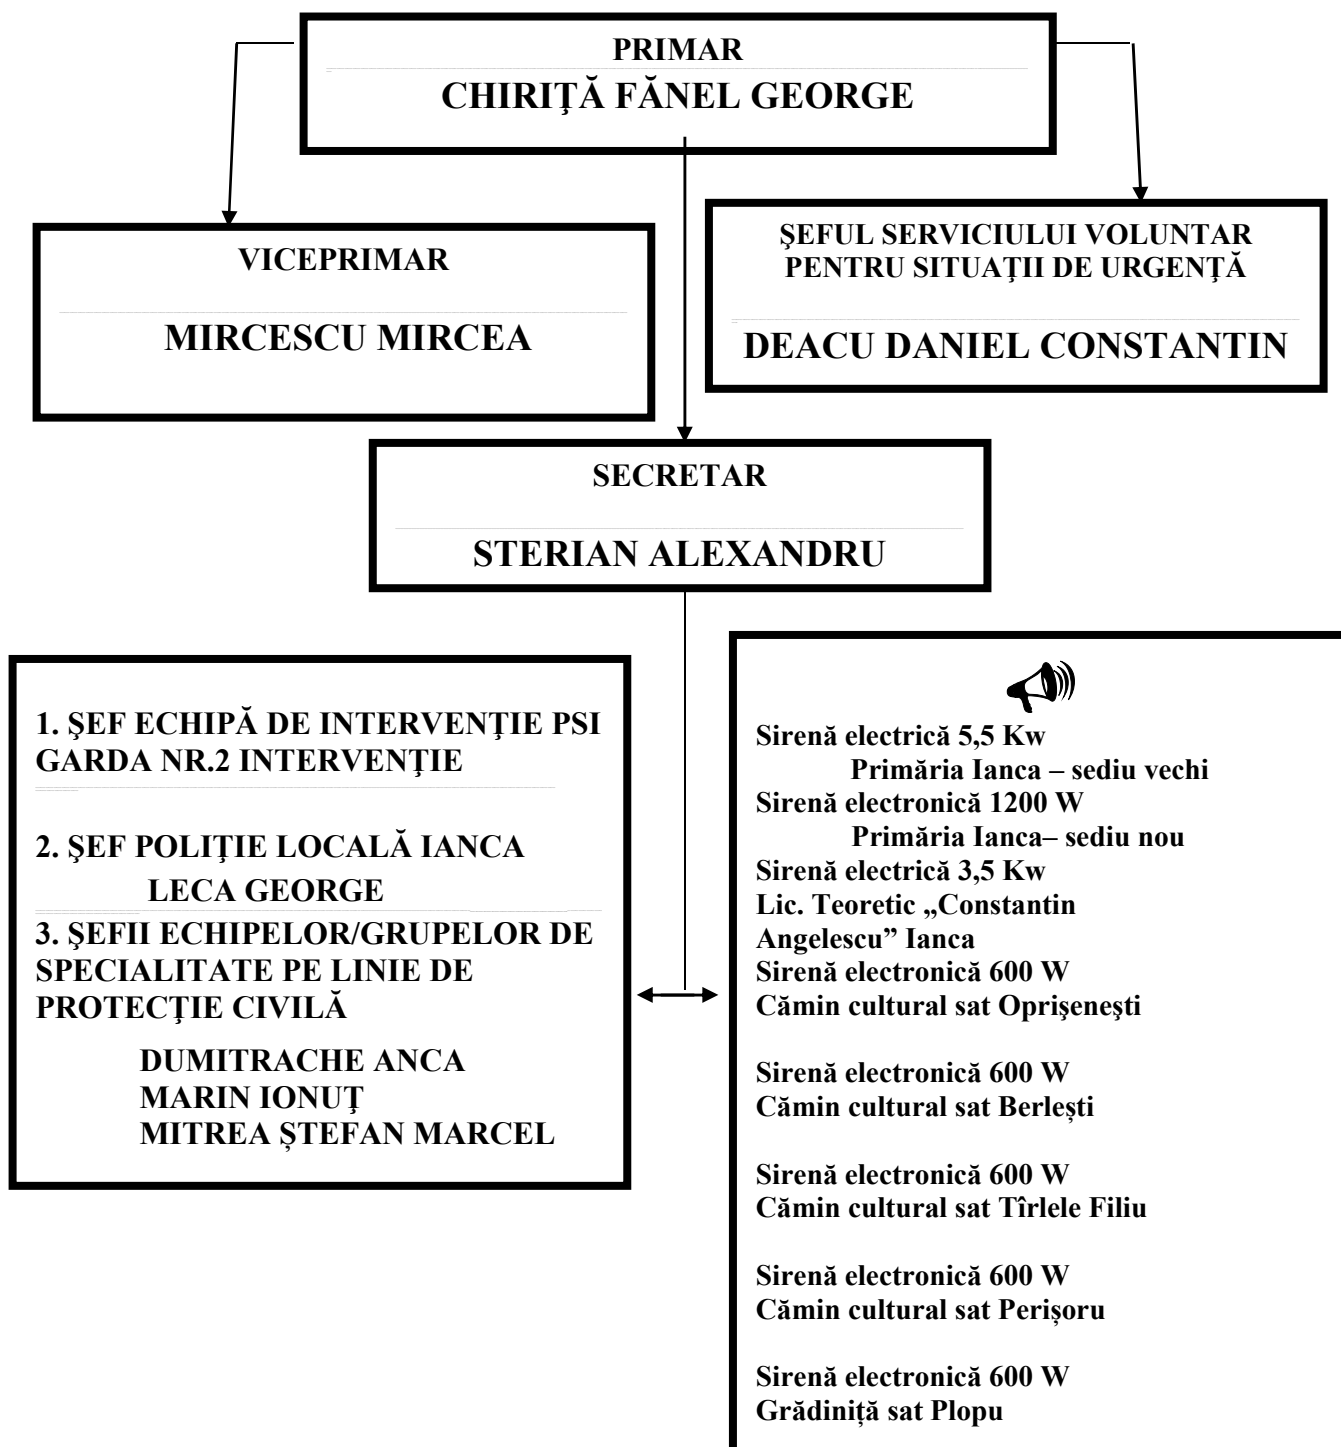 PRIMAR
CHIRIŢĂ FĂNEL GEORGE
VICEPRIMAR
MIRCESCU MIRCEA
ŞEFUL SERVICIULUI VOLUNTAR
PENTRU SITUAŢII DE URGENŢĂ
DEACU DANIEL CONSTANTIN
SECRETAR
STERIAN ALEXANDRU
1. ŞEF ECHIPĂ DE INTERVENŢIE PSI
GARDA NR.2 INTERVENŢIE
2. ŞEF POLIŢIE LOCALĂ IANCA
LECA GEORGE
3. ŞEFII ECHIPELOR/GRUPELOR DE
SPECIALITATE PE LINIE DE
PROTECŢIE CIVILĂ
DUMITRACHE ANCA
MARIN IONUŢ
MITREA ȘTEFAN MARCEL
Sirenă electrică 5,5 Kw
Primăria Ianca – sediu vechi
Sirenă electronică 1200 W
Primăria Ianca– sediu nou
Sirenă electrică 3,5 Kw
Lic. Teoretic „Constantin
Angelescu” Ianca
Sirenă electronică 600 W
Cămin cultural sat Oprişeneşti
Sirenă electronică 600 W
Cămin cultural sat Berlești
Sirenă electronică 600 W
Cămin cultural sat Tîrlele Filiu
Sirenă electronică 600 W
Cămin cultural sat Perișoru
Sirenă electronică 600 W
Grădiniță sat Plopu